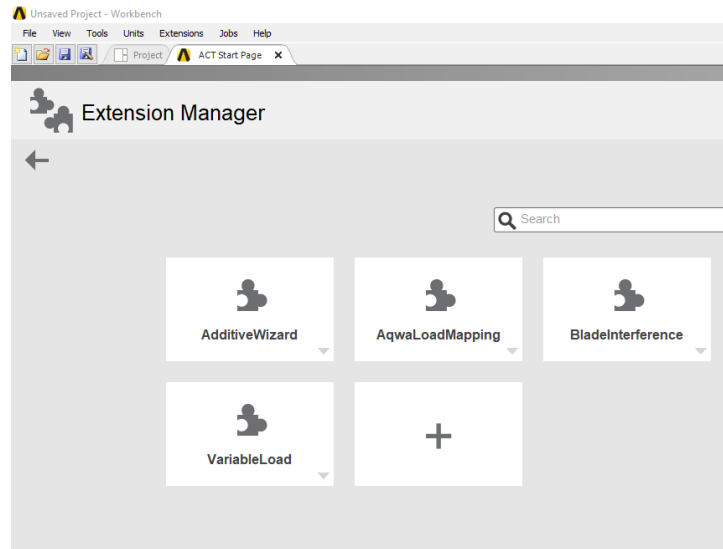 Unsaved Project - Workbench
File View Tools Units Extensions Jobs Help
Project ACT Start Page
Extension Manager
Search
AdditiveWizard AqwaLoadMapping BladeInterference
VariableLoad